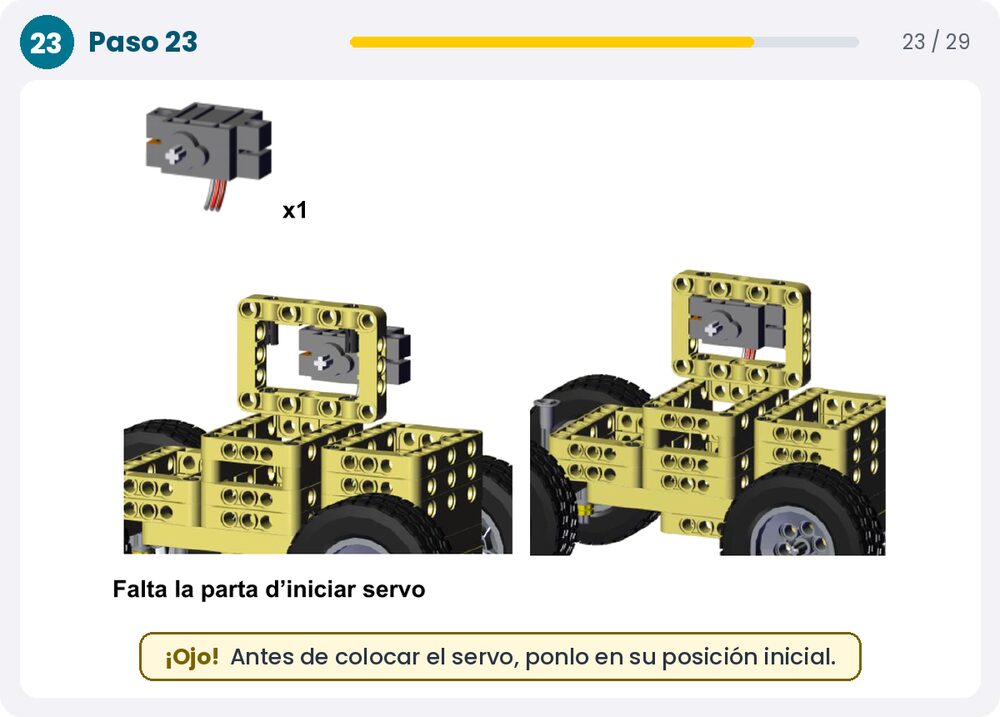 23 Paso 23 23 / 29
x1
Falta la parta d’iniciar servo
¡Ojo! Antes de colocar el servo, ponlo en su posición inicial.